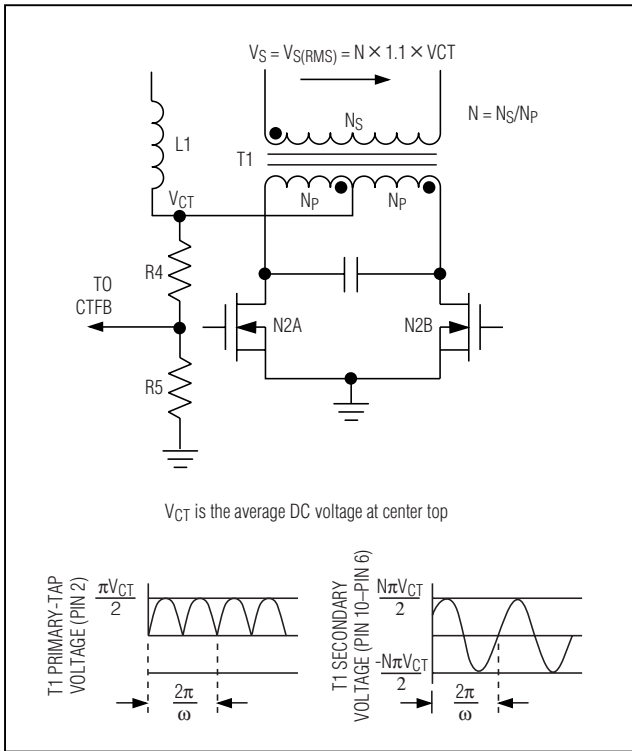 V_S = V_S(RMS) = N × 1.1 × VCT
N = N_S/N_P
N_S
L1
T1
V_CT
N_P
N_P
R4
TO
CTFB
N2A
N2B
R5
V_CT is the average DC voltage at center top
T1 PRIMARY-TAP
VOLTAGE (PIN 2)
πV_CT
2
2π
ω
T1 SECONDARY
VOLTAGE (PIN 10–PIN 6)
NπV_CT
2
-NπV_CT
2
2π
ω